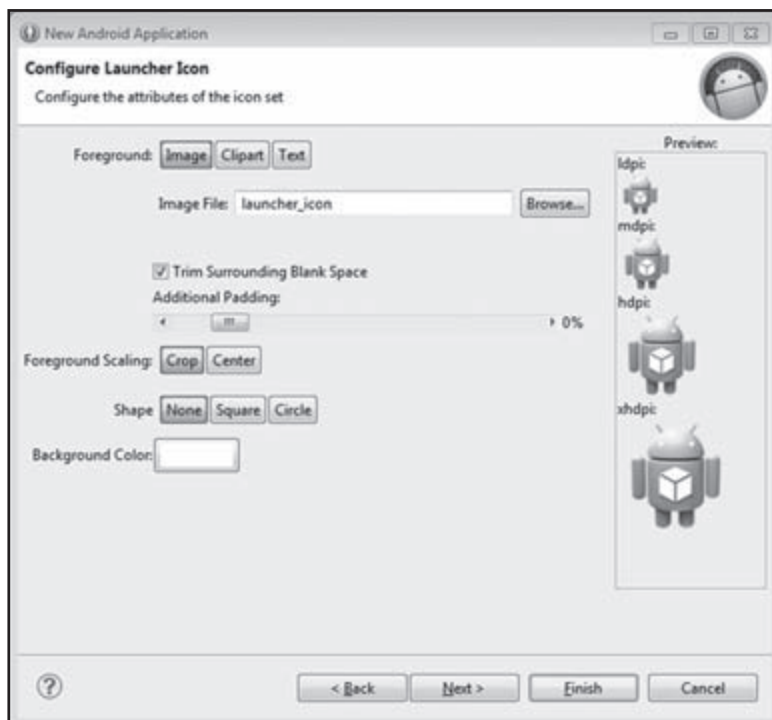 New Android Application
Configure Launcher Icon
Configure the attributes of the icon set
Foreground: Image Clipart Text
Image File: launcher_icon Browse...
Trim Surrounding Blank Space
Additional Padding:
0%
Foreground Scaling: Crop Center
Shape None Square Circle
Background Color:
Preview:
ldpi:
mdpi:
hdpi:
xhdpi:
? < Back Next > Finish Cancel